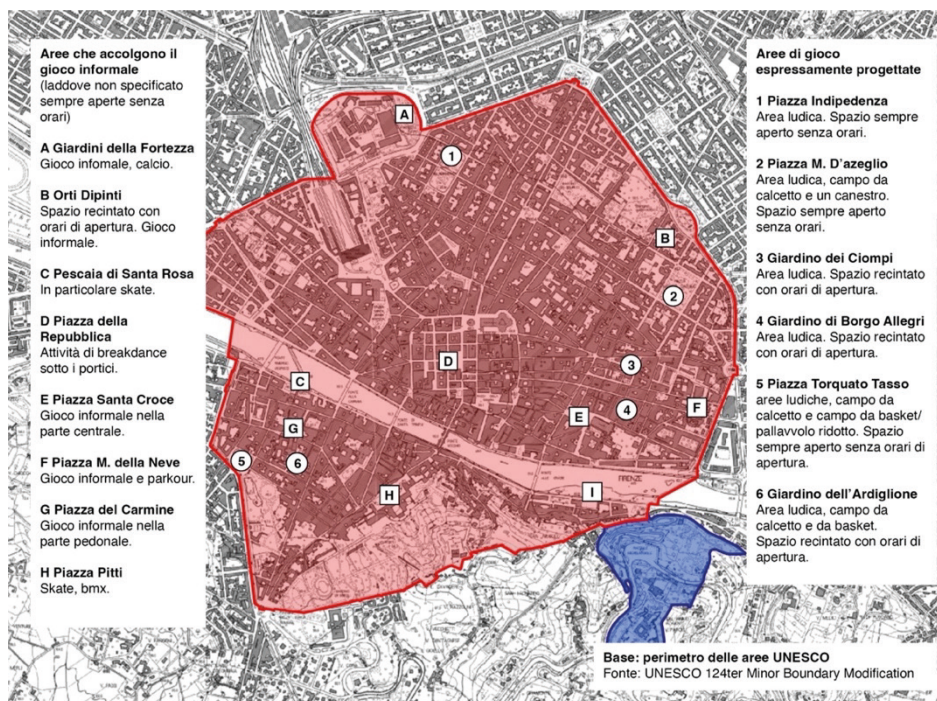 Aree che accolgono il
gioco informale
(laddove non specificato
sempre aperte senza
orari)
A Giardini della Fortezza
Gioco infomale, calcio.
B Orti Dipinti
Spazio recintato con
orari di apertura. Gioco
informale.
C Pescaia di Santa Rosa
In particolare skate.
D Piazza della
Repubblica
Attività di breakdance
sotto i portici.
E Piazza Santa Croce
Gioco informale nella
parte centrale.
F Piazza M. della Neve
Gioco informale e parkour.
G Piazza del Carmine
Gioco informale nella
parte pedonale.
H Piazza Pitti
Skate, bmx.
A
1
B
2
D
3
C
E
4
F
G
5
6
H
I
FIRENZE
Aree di gioco
espressamente progettate
1 Piazza Indipedenza
Area ludica. Spazio sempre
aperto senza orari.
2 Piazza M. D'azeglio
Area ludica, campo da
calcetto e un canestro.
Spazio sempre aperto
senza orari.
3 Giardino dei Ciompi
Area ludica. Spazio recintato
con orari di apertura.
4 Giardino di Borgo Allegri
Area ludica. Spazio recintato
con orari di apertura.
5 Piazza Torquato Tasso
aree ludiche, campo da
calcetto e campo da basket/
pallavvolo ridotto. Spazio
sempre aperto senza orari di
apertura.
6 Giardino dell'Ardiglione
Area ludica, campo da
calcetto e da basket.
Spazio recintato con orari di
apertura.
Base: perimetro delle aree UNESCO
Fonte: UNESCO 124ter Minor Boundary Modification